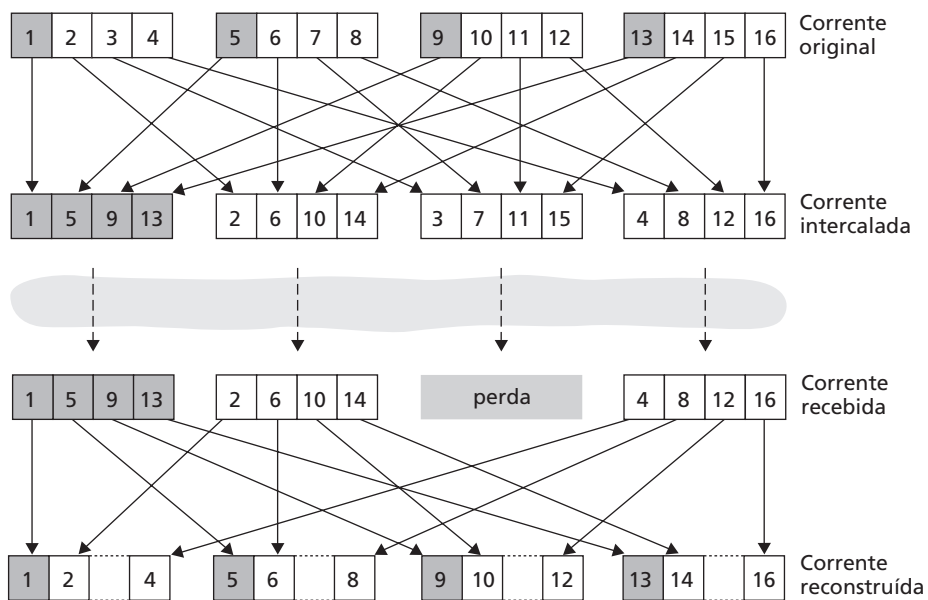 1 2 3 4 5 6 7 8 9 10 11 12 13 14 15 16 Corrente
original
1 5 9 13 2 6 10 14 3 7 11 15 4 8 12 16 Corrente
intercalada
1 5 9 13 2 6 10 14 perda 4 8 12 16 Corrente
recebida
1 2 4 5 6 8 9 10 12 13 14 16 Corrente
reconstruída